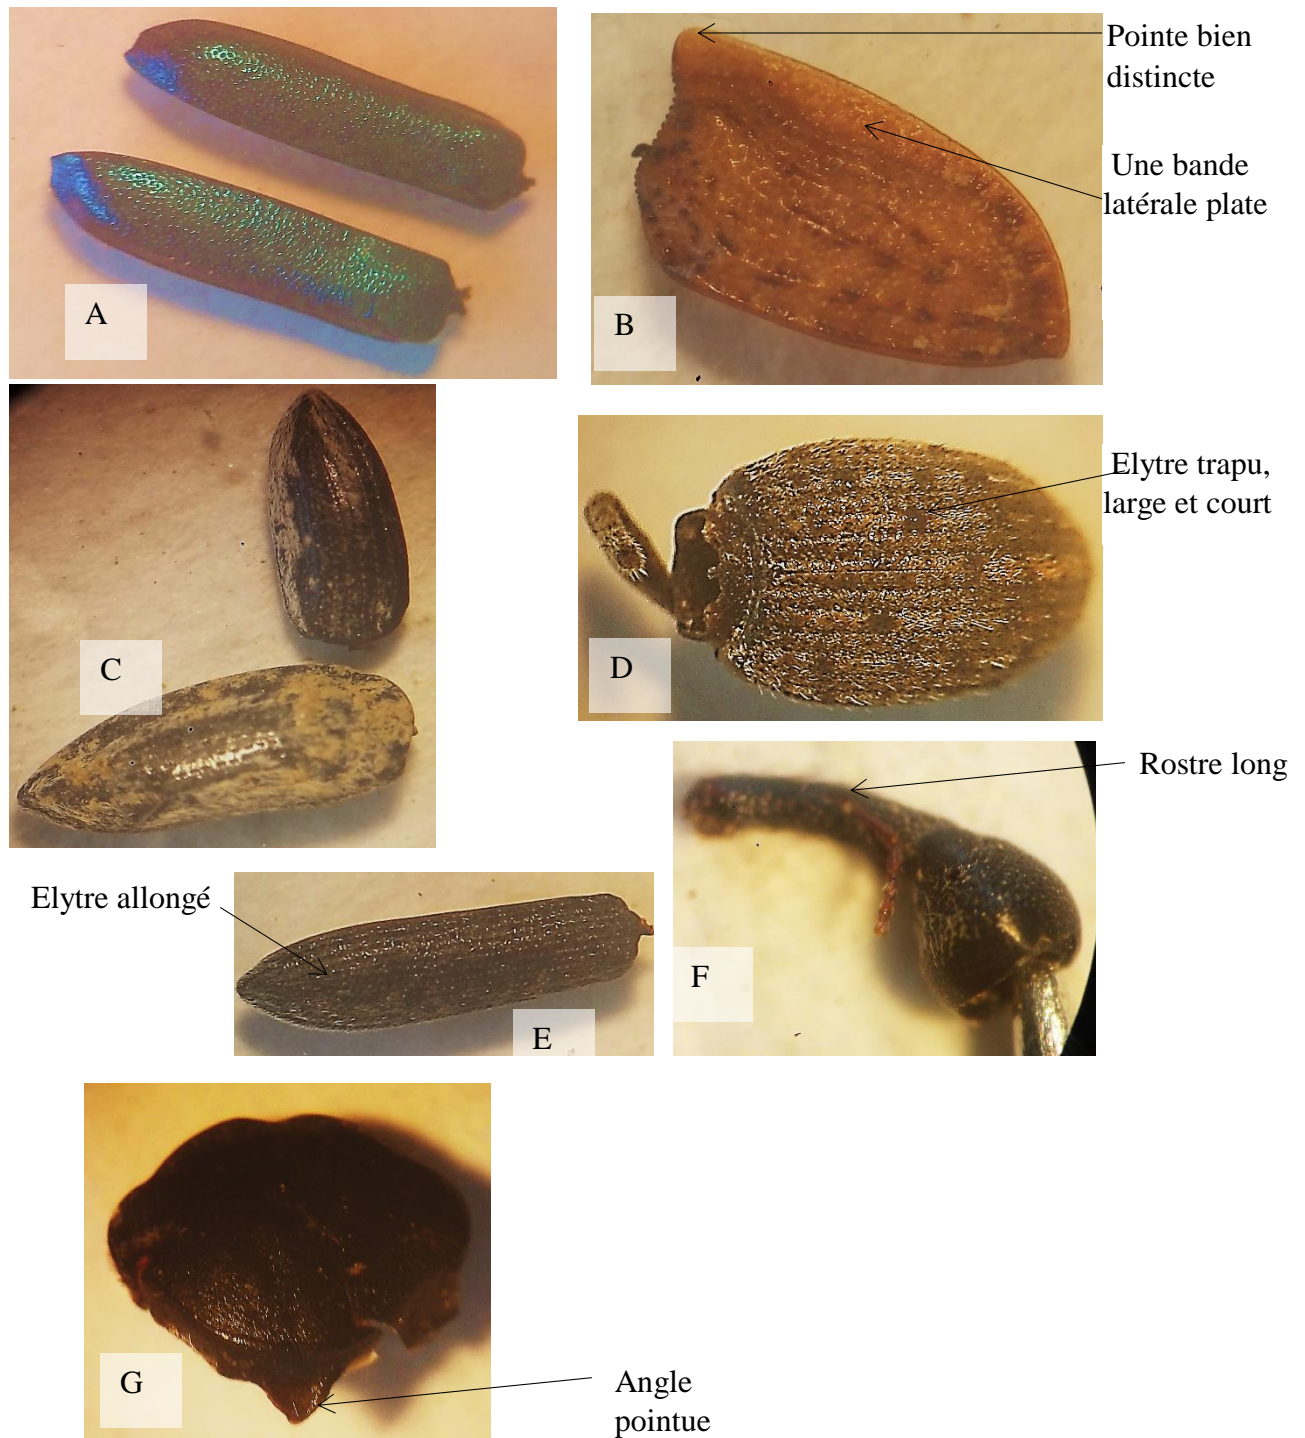 Pointe bien
distincte
Une bande
latérale plate
A
B
Elytre trapu,
large et court
C
D
Rostre long
Elytre allongé
E
F
G
Angle
pointue